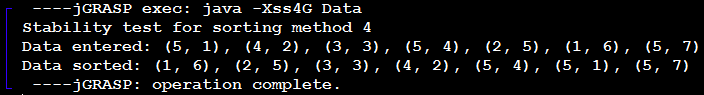 ----jGRASP exec: java -Xss4G Data
Stability test for sorting method 4
Data entered: (5, 1), (4, 2), (3, 3), (5, 4), (2, 5), (1, 6), (5, 7)
Data sorted: (1, 6), (2, 5), (3, 3), (4, 2), (5, 4), (5, 1), (5, 7)
----jGRASP: operation complete.